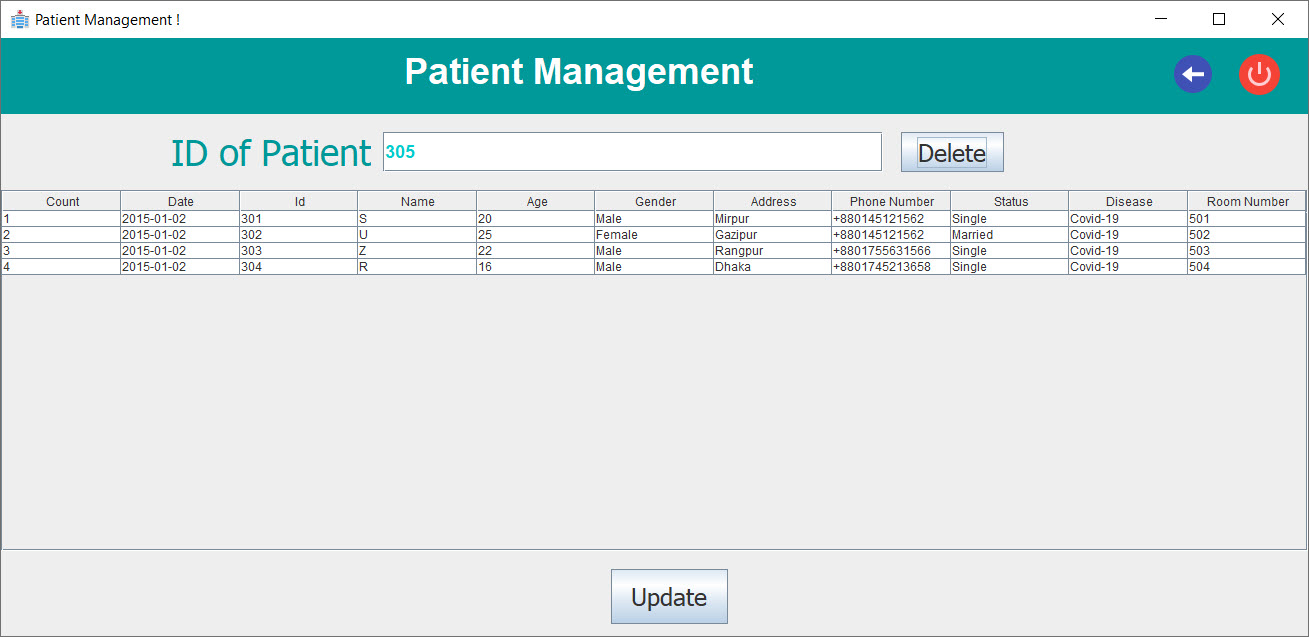 Patient Management !
Patient Management
ID of Patient 305 Delete
Count Date Id Name Age Gender Address Phone Number Status Disease Room Number
1 2015-01-02 301 S 20 Male Mirpur +880145121562 Single Covid-19 501
2 2015-01-02 302 U 25 Female Gazipur +880145121562 Married Covid-19 502
3 2015-01-02 303 Z 22 Male Rangpur +8801755631566 Single Covid-19 503
4 2015-01-02 304 R 16 Male Dhaka +8801745213658 Single Covid-19 504
Update